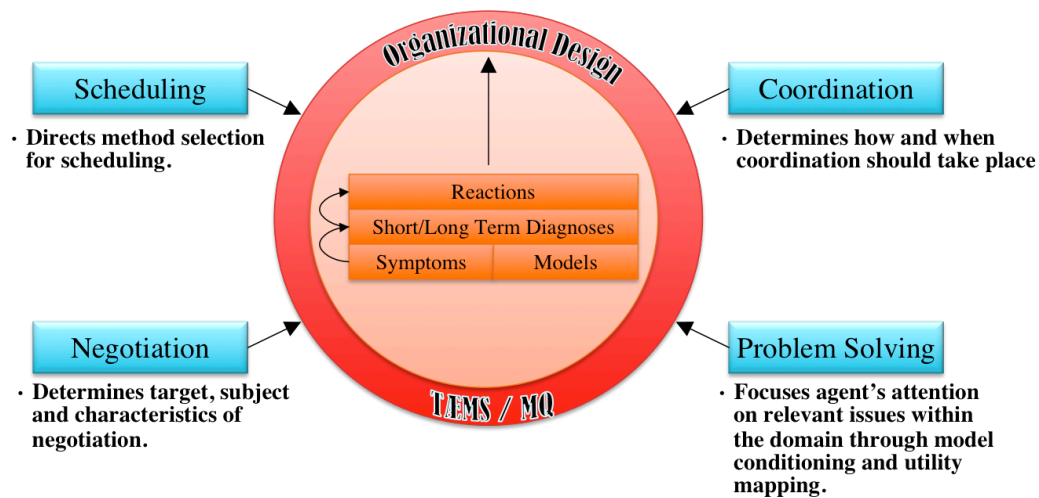 Organizational Design
Scheduling
· Directs method selection
for scheduling.
Coordination
· Determines how and when
coordination should take place
Reactions
Short/Long Term Diagnoses
Symptoms
Models
Negotiation
· Determines target, subject
and characteristics of
negotiation.
Problem Solving
· Focuses agent's attention
on relevant issues within
the domain through model
conditioning and utility
mapping.
TÆMS / MQ